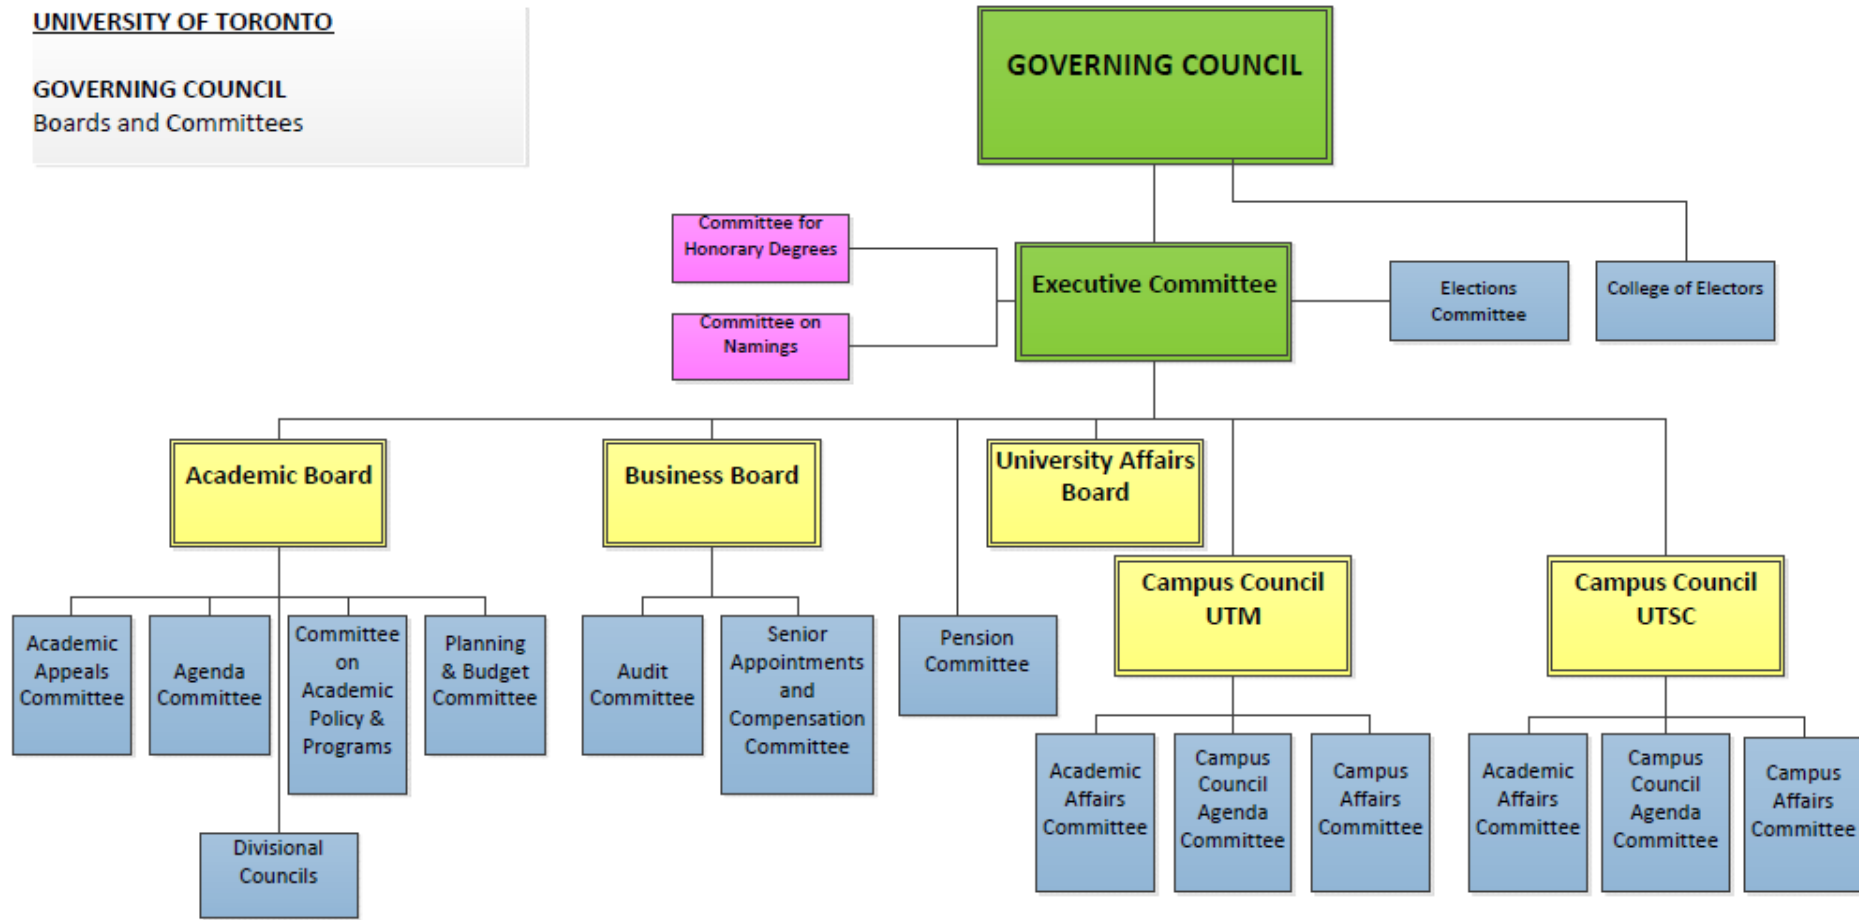 UNIVERSITY OF TORONTO
GOVERNING COUNCIL
Boards and Committees
GOVERNING COUNCIL
Committee for
Honorary Degrees
Committee on
Namings
Executive Committee
Elections
Committee
College of Electors
Academic Board
Business Board
University Affairs
Board
Campus Council
UTM
Campus Council
UTSC
Academic
Appeals
Committee
Agenda
Committee
Committee
on
Academic
Policy &
Programs
Planning
& Budget
Committee
Divisional
Councils
Audit
Committee
Senior
Appointments
and
Compensation
Committee
Pension
Committee
Academic
Affairs
Committee
Campus
Council
Agenda
Committee
Campus
Affairs
Committee
Academic
Affairs
Committee
Campus
Council
Agenda
Committee
Campus
Affairs
Committee